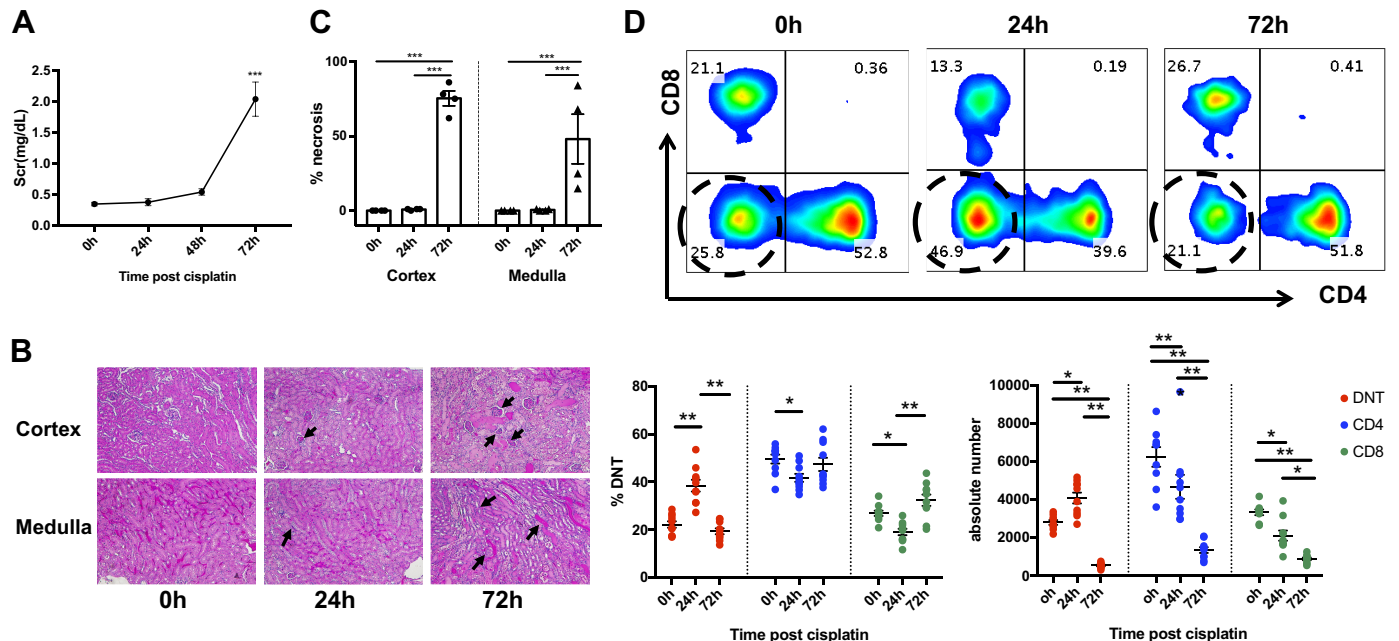 A
Scr(mg/dL)
2.5
2.0
1.5
1.0
0.5
0.0
***
0h
24h
48h
72h
Time post cisplatin
C
% necrosis
100
50
0
*** ***
*** ***
0h 24h 72h 0h 24h 72h
Cortex Medulla
D
0h 24h 72h
CD8
21.1 0.36
25.8 52.8
13.3 0.19
46.9 39.6
26.7 0.41
21.1 51.8
CD4
B
Cortex
Medulla
0h 24h 72h
% DNT
80
60
40
20
0
** ** * * **
0h 24h 72h 0h 24h 72h 0h 24h 72h
Time post cisplatin
absolute number
10000
8000
6000
4000
2000
0
* ** ** ** ** ** * ** *
oh 24h 72h oh 24h 72h oh 24h 72h
Time post cisplatin
DNT
CD4
CD8